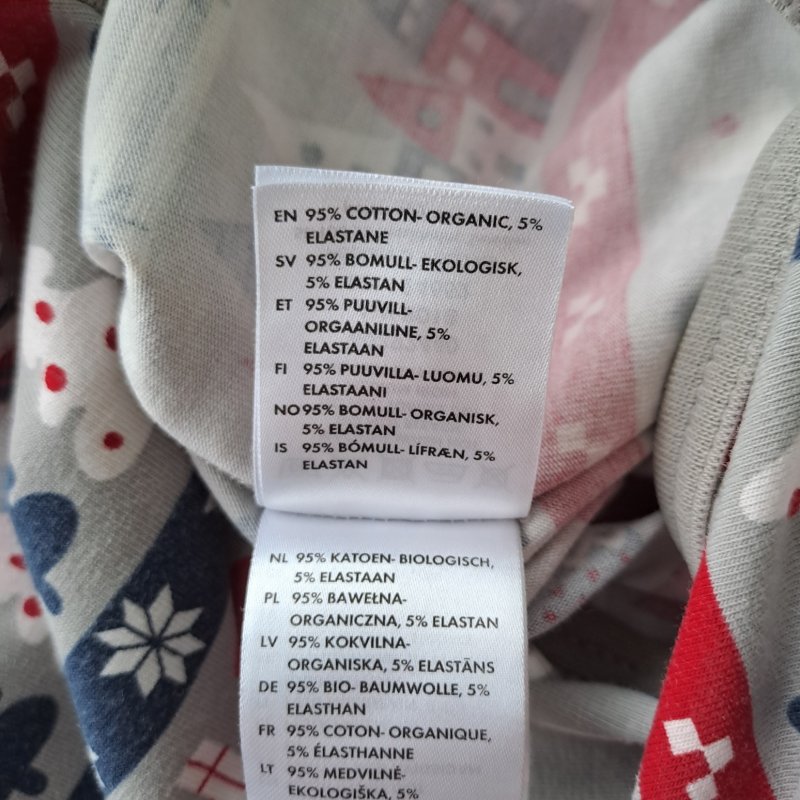 EN 95% COTTON- ORGANIC, 5%
ELASTANE
SV 95% BOMULL- EKOLOGISK,
5% ELASTAN
ET 95% PUUVILL-
ORGAANILINE, 5%
ELASTAAN
FI 95% PUUVILLA- LUOMU, 5%
ELASTAANI
NO 95% BOMULL- ORGANISK,
5% ELASTAN
IS 95% BÓMULL- LÍFRÆN, 5%
ELASTAN
NL 95% KATOEN- BIOLOGISCH,
5% ELASTAAN
PL 95% BAWEŁNA-
ORGANICZNA, 5% ELASTAN
LV 95% KOKVILNA-
ORGANISKA, 5% ELASTĀNS
DE 95% BIO- BAUMWOLLE, 5%
ELASTHAN
FR 95% COTON- ORGANIQUE,
5% ÉLASTHANNE
LT 95% MEDVILNĖ-
EKOLOGIŠKA, 5%